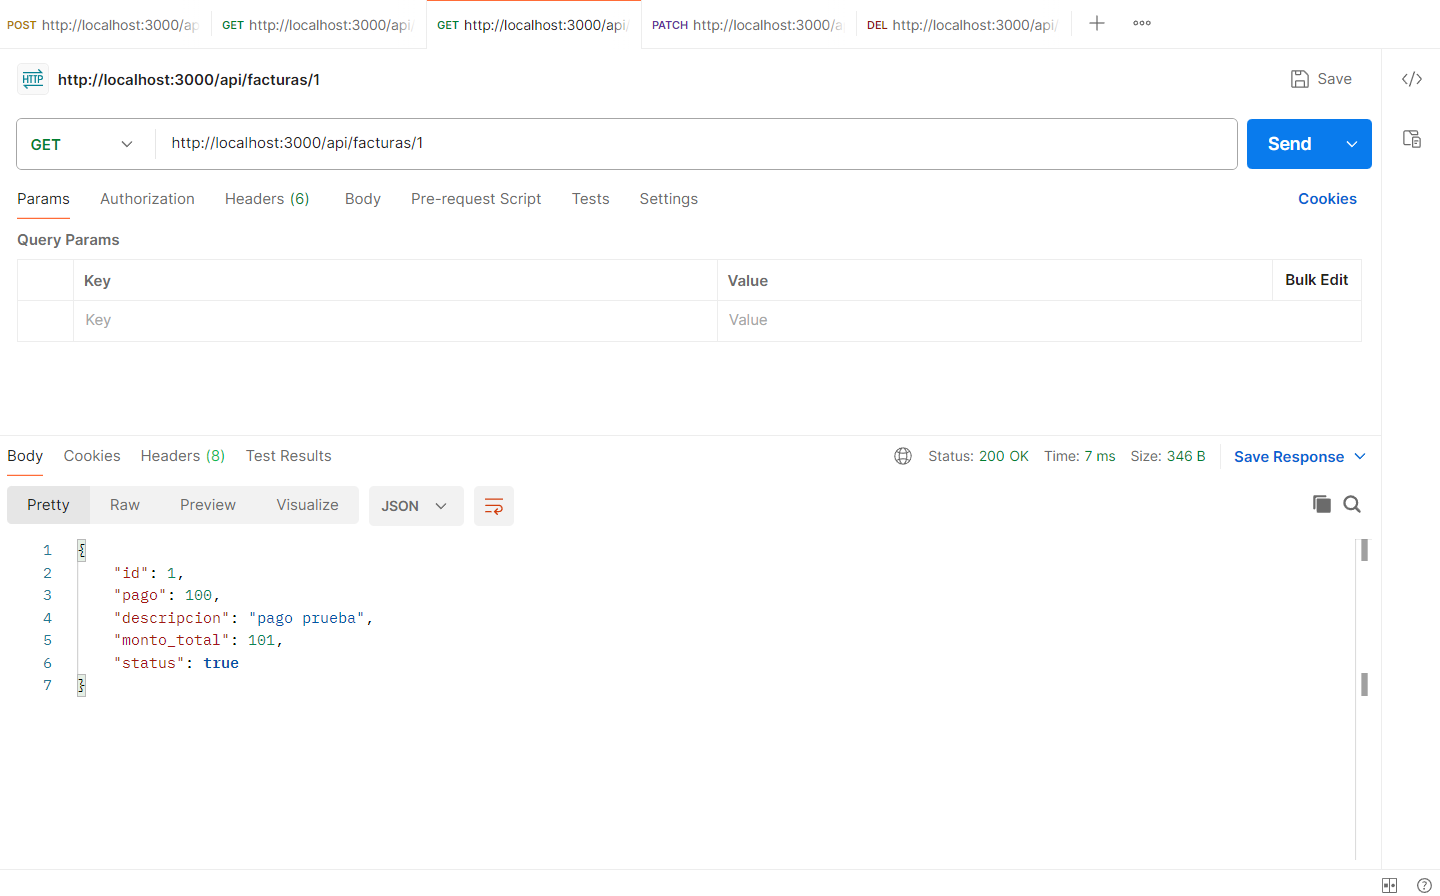 POST http://localhost:3000/ap
GET http://localhost:3000/api/
GET http://localhost:3000/api/
PATCH http://localhost:3000/a
DEL http://localhost:3000/api/
HTTP http://localhost:3000/api/facturas/1
Save
GET http://localhost:3000/api/facturas/1
Send
Params Authorization Headers (6) Body Pre-request Script Tests Settings Cookies
Query Params
Key Value Bulk Edit
Key Value
Body Cookies Headers (8) Test Results Status: 200 OK Time: 7 ms Size: 346 B Save Response
Pretty Raw Preview Visualize JSON
1 {
2 "id": 1,
3 "pago": 100,
4 "descripcion": "pago prueba",
5 "monto_total": 101,
6 "status": true
7 }